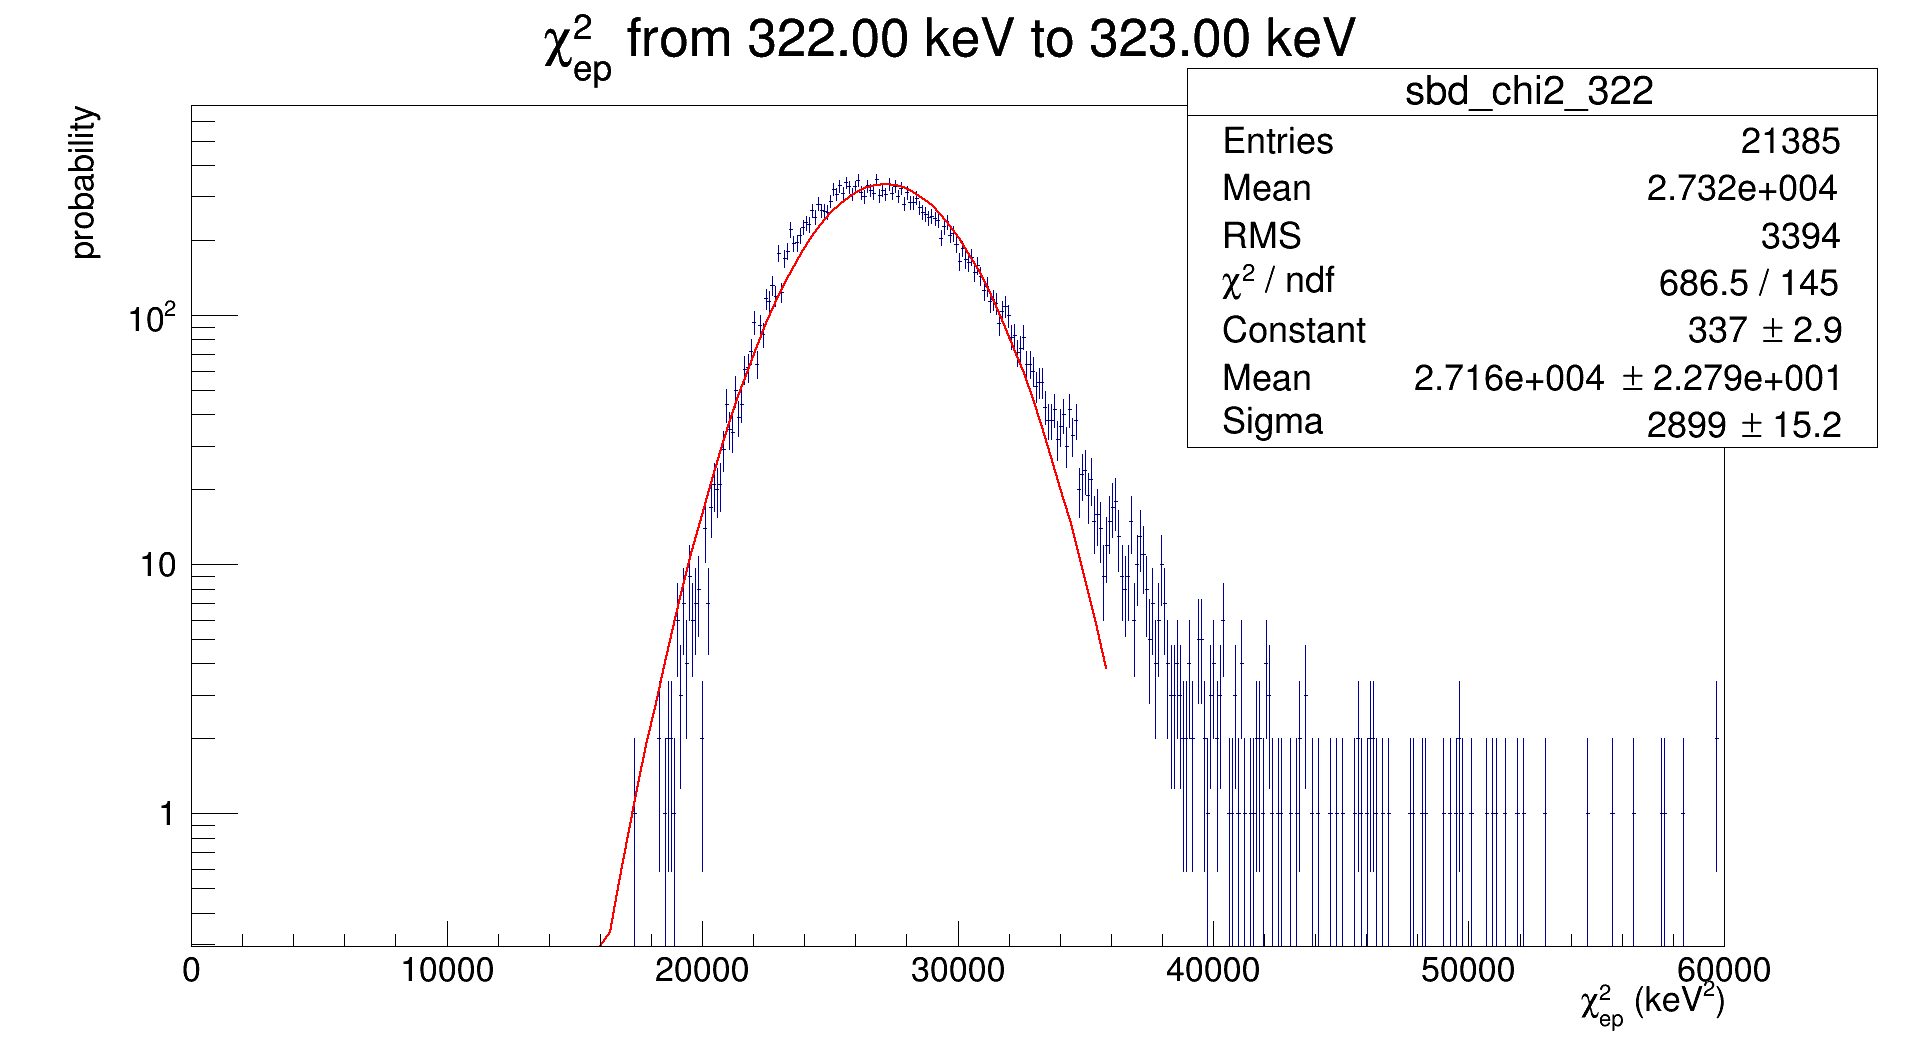 χ²ep from 322.00 keV to 323.00 keV
sbd_chi2_322
Entries 21385
Mean 2.732e+004
RMS 3394
χ² / ndf 686.5 / 145
Constant 337 ± 2.9
Mean 2.716e+004 ± 2.279e+001
Sigma 2899 ± 15.2
probability
10²
10
1
0 10000 20000 30000 40000 50000 60000
χ²ep (keV²)